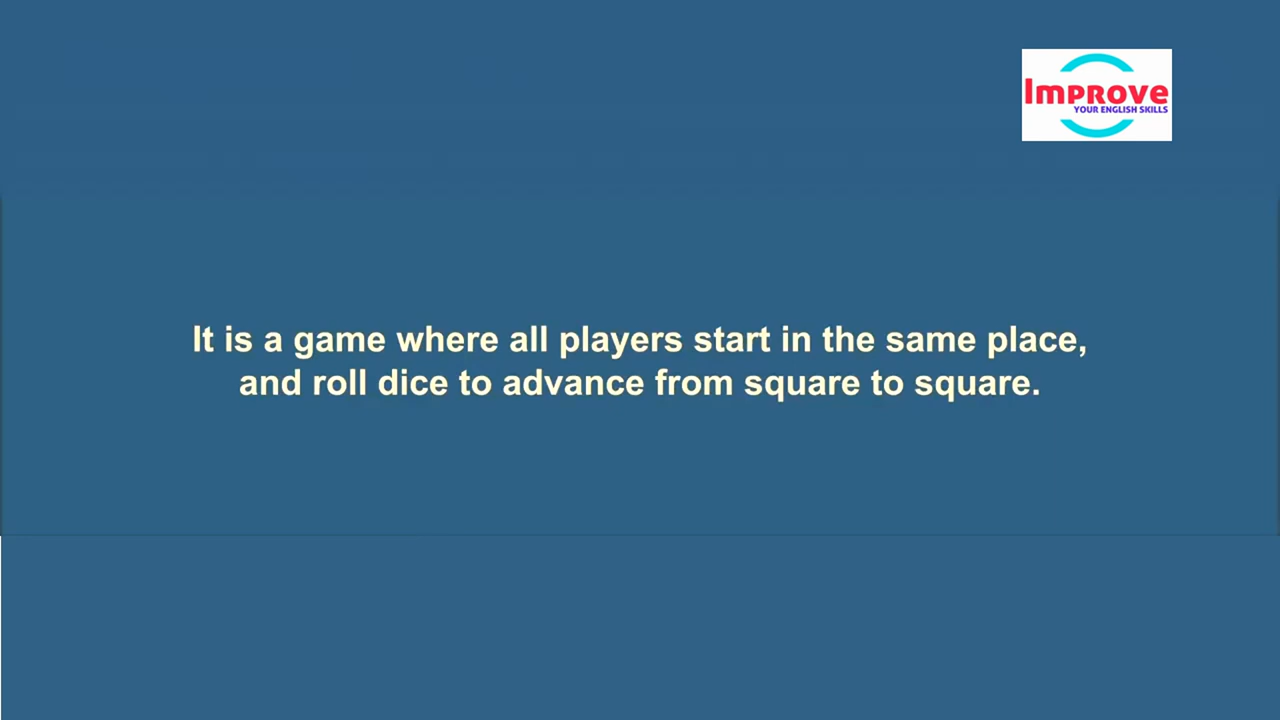 Improve
YOUR ENGLISH SKILLS
It is a game where all players start in the same place,
and roll dice to advance from square to square.